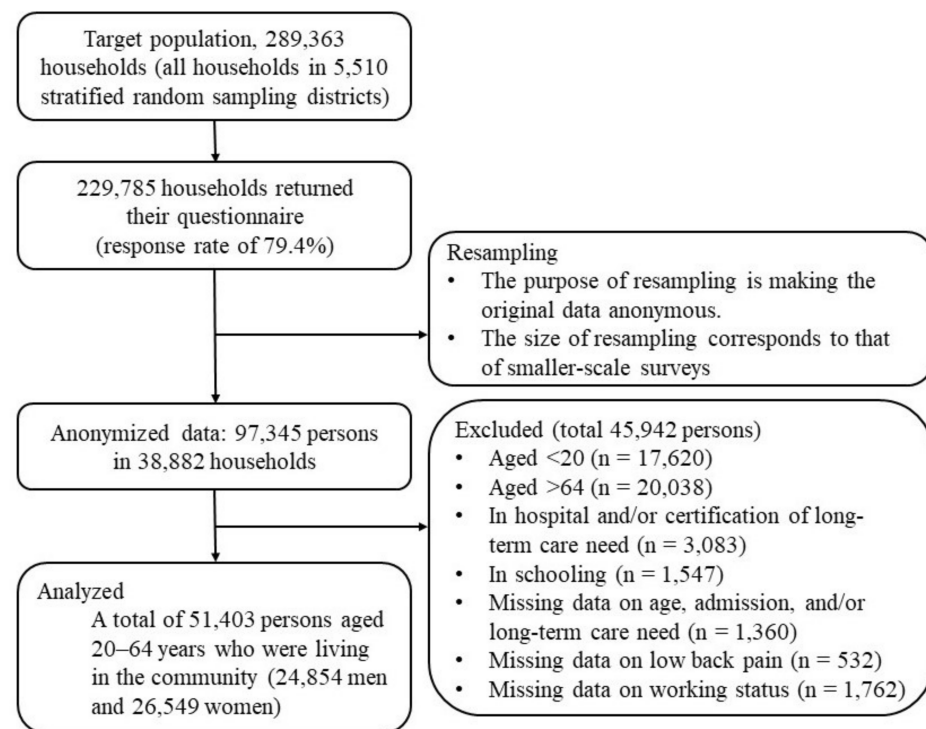 Target population, 289,363
households (all households in 5,510
stratified random sampling districts)
229,785 households returned
their questionnaire
(response rate of 79.4%)
Resampling
• The purpose of resampling is making the
original data anonymous.
• The size of resampling corresponds to that
of smaller-scale surveys
Anonymized data: 97,345 persons
in 38,882 households
Excluded (total 45,942 persons)
• Aged <20 (n = 17,620)
• Aged >64 (n = 20,038)
• In hospital and/or certification of long-
term care need (n = 3,083)
• In schooling (n = 1,547)
• Missing data on age, admission, and/or
long-term care need (n = 1,360)
• Missing data on low back pain (n = 532)
• Missing data on working status (n = 1,762)
Analyzed
A total of 51,403 persons aged
20–64 years who were living
in the community (24,854 men
and 26,549 women)